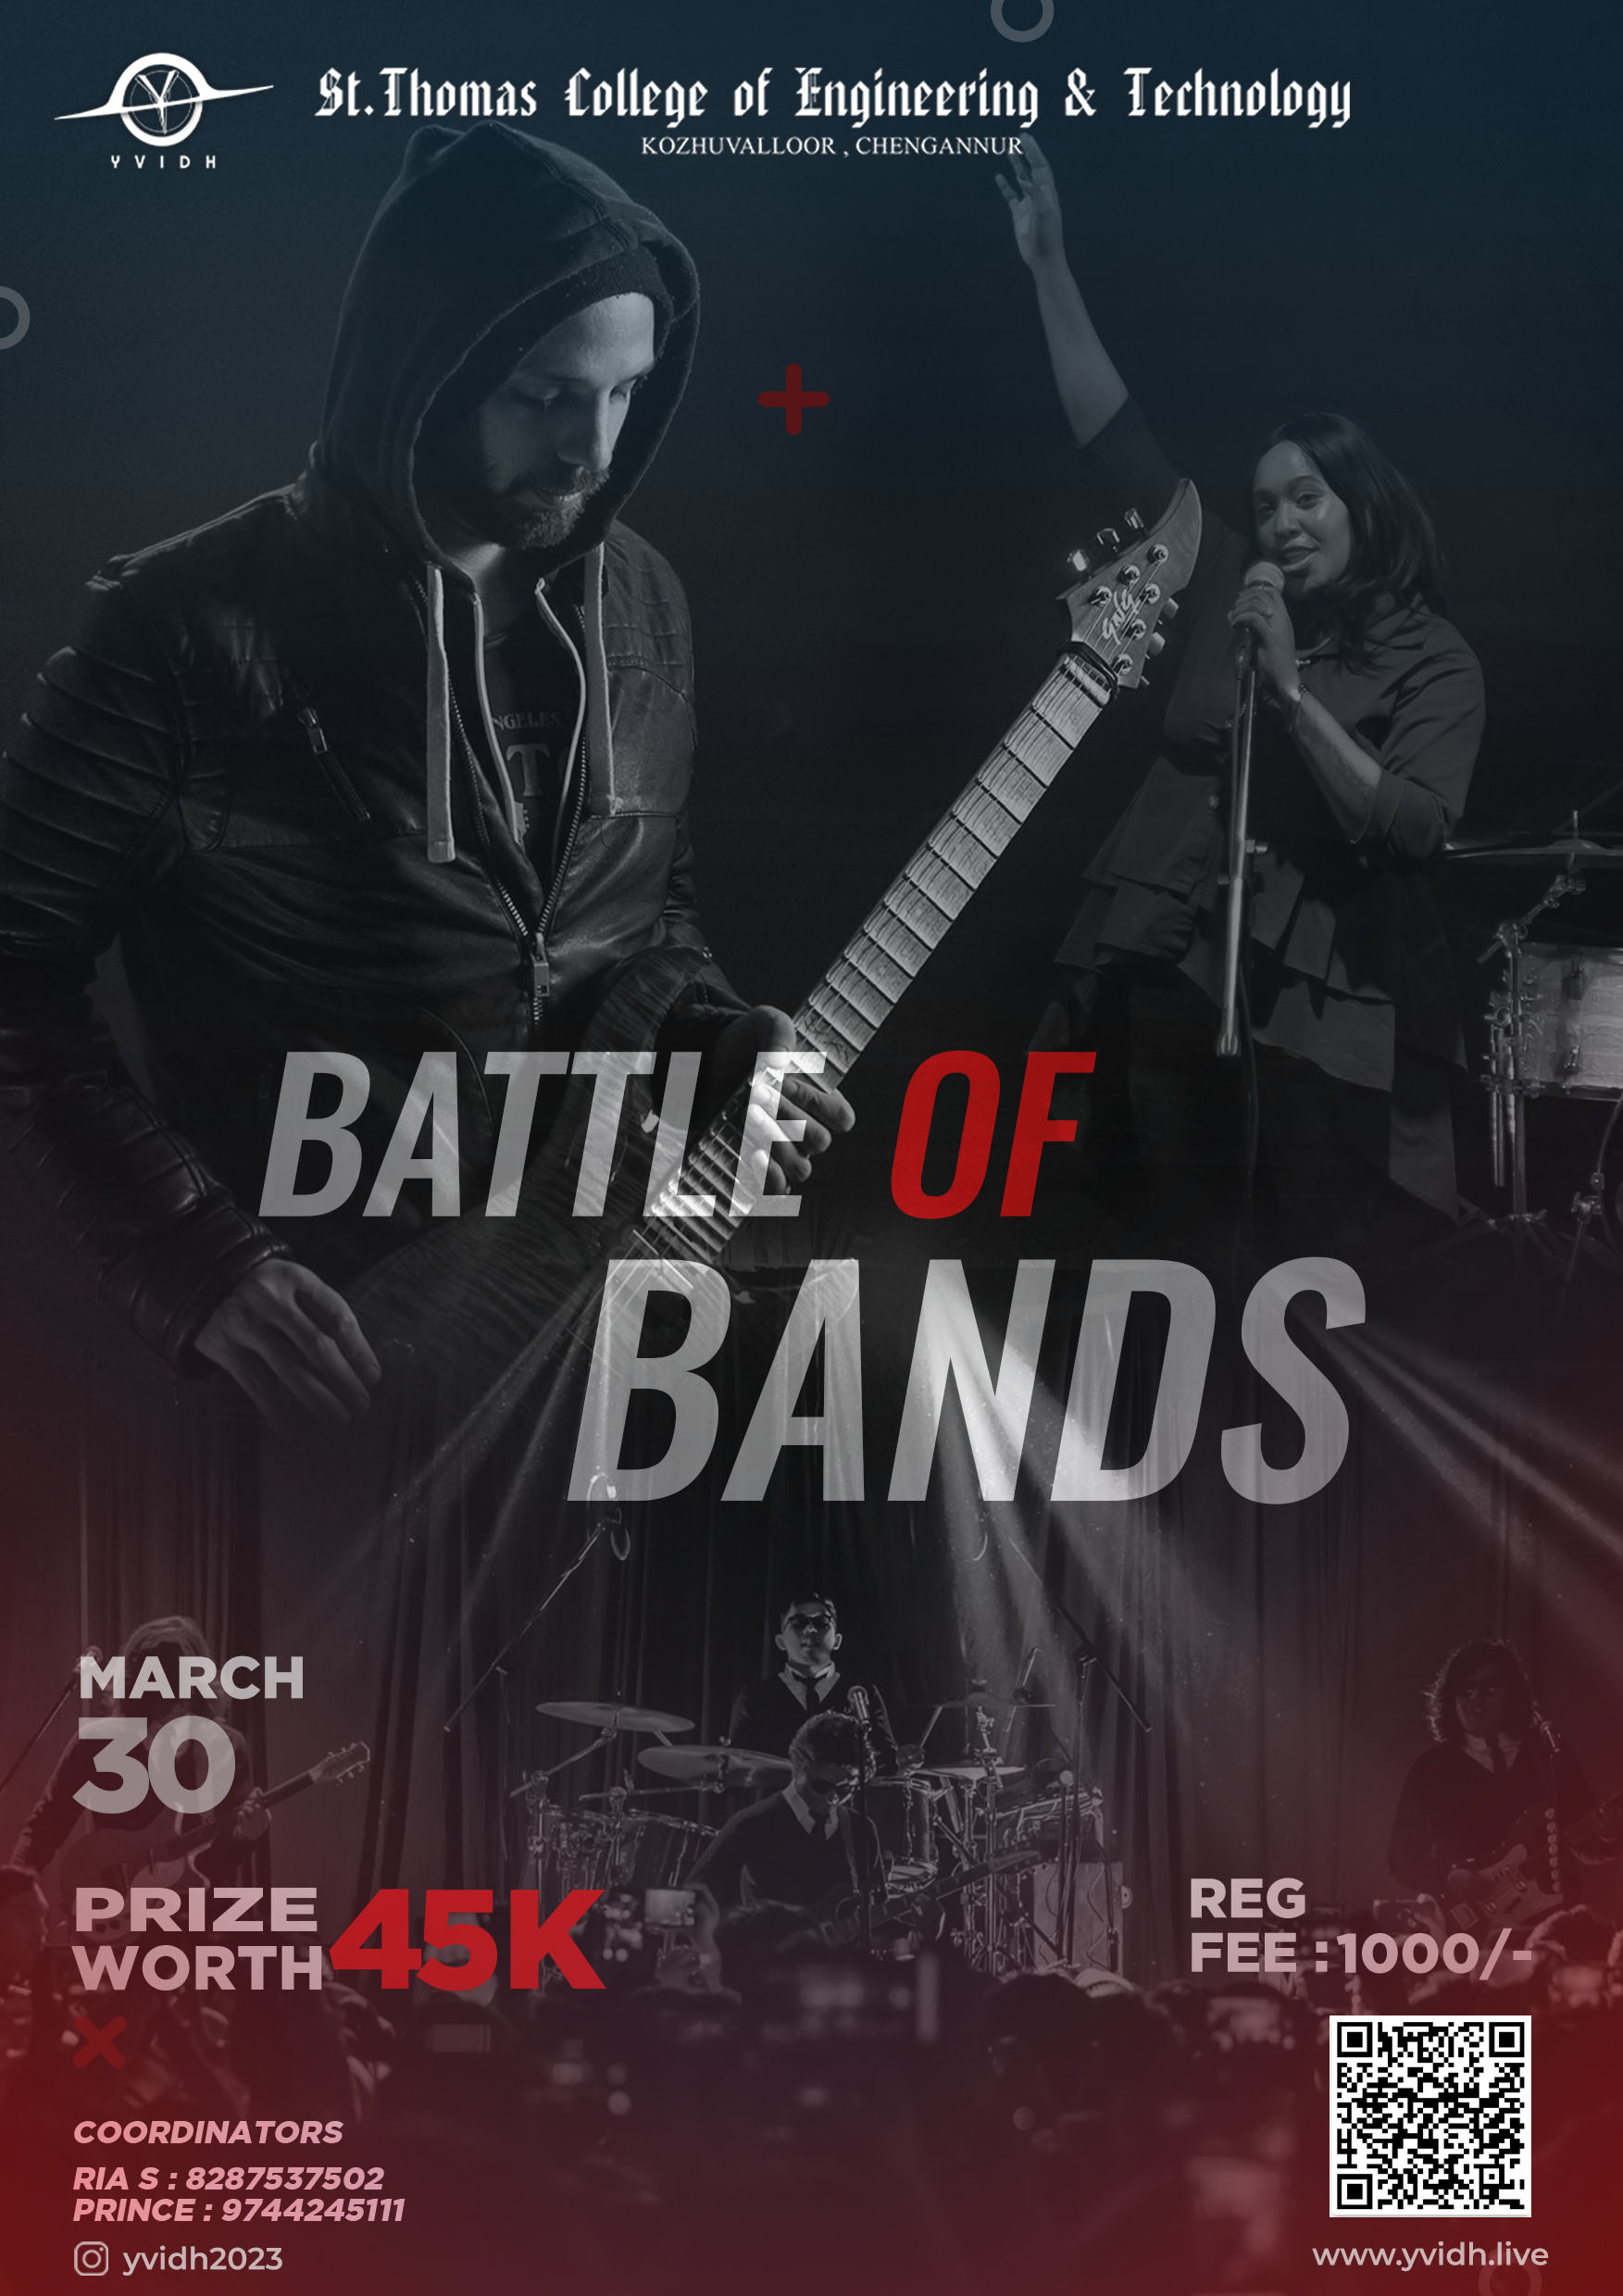 YVIDH
St.Thomas College of Engineering & Technology
KOZHUVALLOOR , CHENGANNUR
NGELES
T
BATTLE OF
BANDS
MARCH
30
PRIZE
WORTH 45K
REG
FEE :1000/-
COORDINATORS
RIA S : 8287537502
PRINCE : 9744245111
yvidh2023
www.yvidh.live